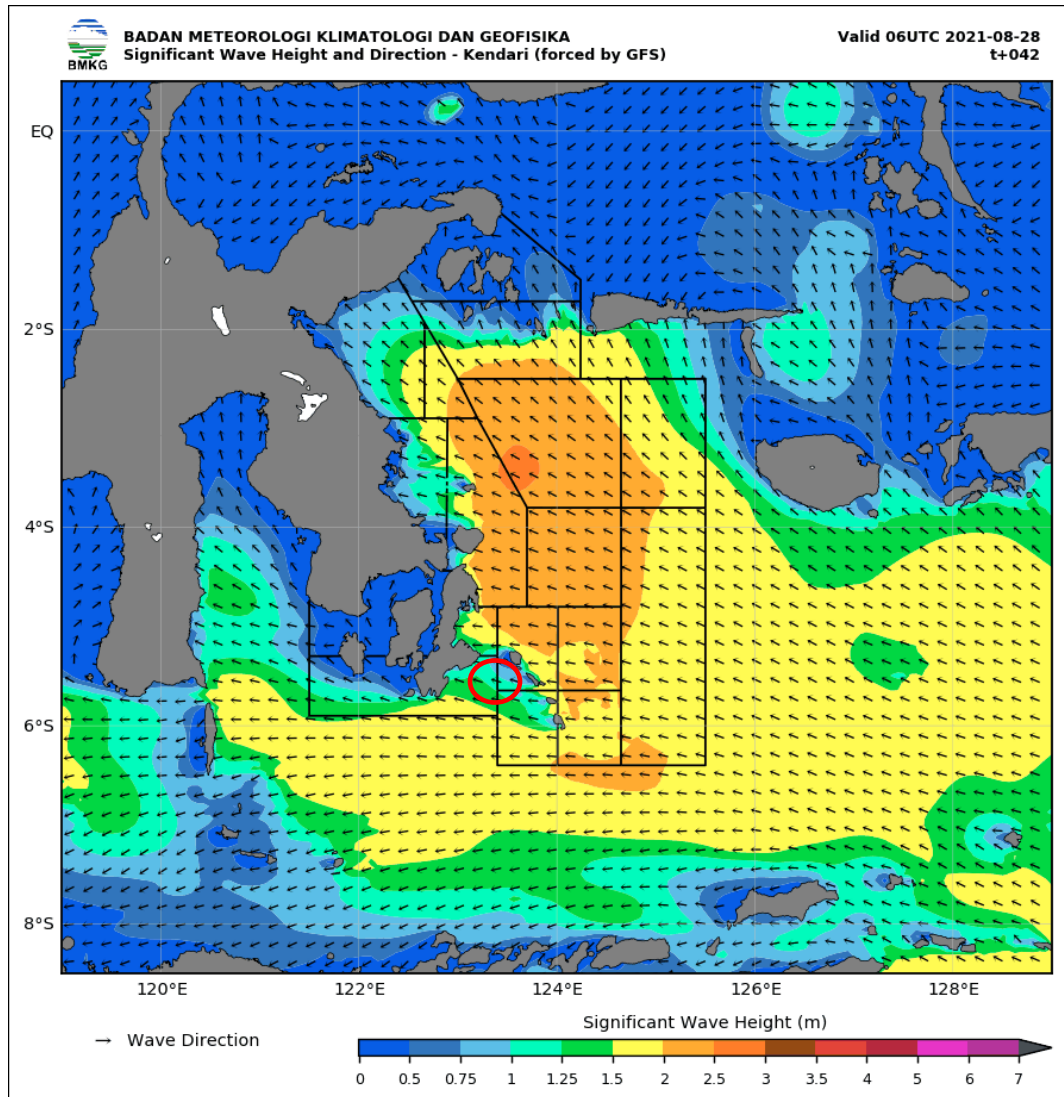 BADAN METEOROLOGI KLIMATOLOGI DAN GEOFISIKA
Valid 06UTC 2021-08-28
Significant Wave Height and Direction - Kendari (forced by GFS)
t+042
BMKG
EQ
2°S
4°S
6°S
8°S
120°E 122°E 124°E 126°E 128°E
Significant Wave Height (m)
→ Wave Direction
0 0.5 0.75 1 1.25 1.5 2 2.5 3 3.5 4 5 6 7